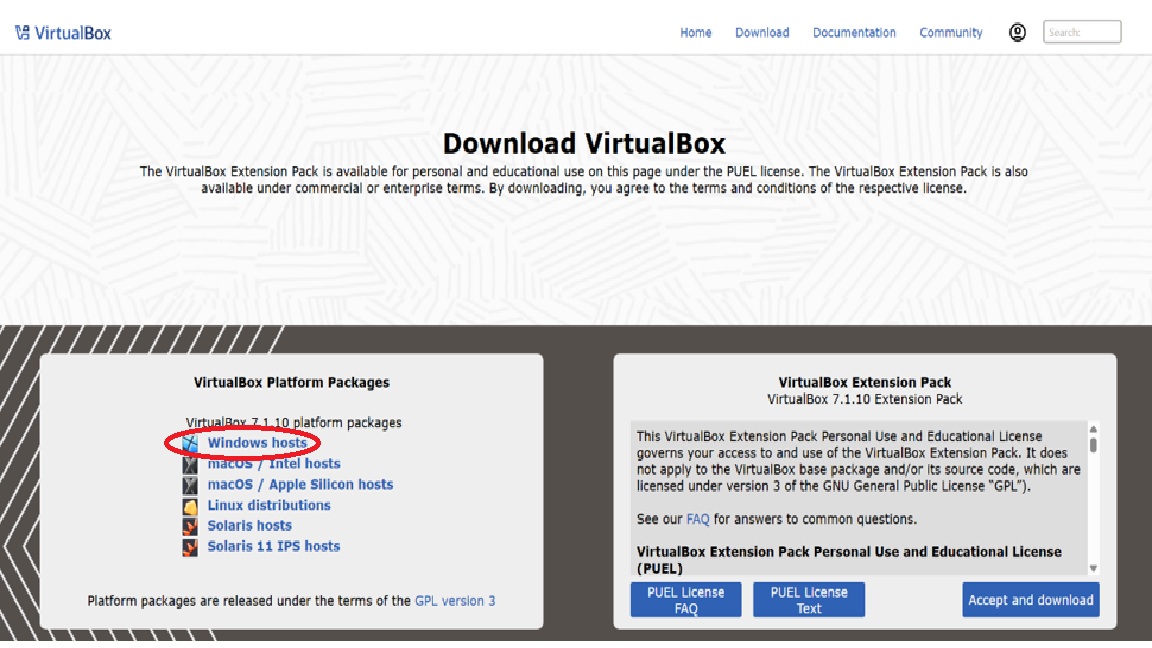 VirtualBox
Home Download Documentation Community Search:
Download VirtualBox
The VirtualBox Extension Pack is available for personal and educational use on this page under the PUEL license. The VirtualBox Extension Pack is also
available under commercial or enterprise terms. By downloading, you agree to the terms and conditions of the respective license.
VirtualBox Platform Packages
VirtualBox 7.1.10 platform packages
Windows hosts
macOS / Intel hosts
macOS / Apple Silicon hosts
Linux distributions
Solaris hosts
Solaris 11 IPS hosts
Platform packages are released under the terms of the GPL version 3
VirtualBox Extension Pack
VirtualBox 7.1.10 Extension Pack
This VirtualBox Extension Pack Personal Use and Educational License
governs your access to and use of the VirtualBox Extension Pack. It does
not apply to the VirtualBox base package and/or its source code, which are
licensed under version 3 of the GNU General Public License “GPL”).
See our FAQ for answers to common questions.
VirtualBox Extension Pack Personal Use and Educational License
(PUEL)
PUEL License
FAQ
PUEL License
Text
Accept and download